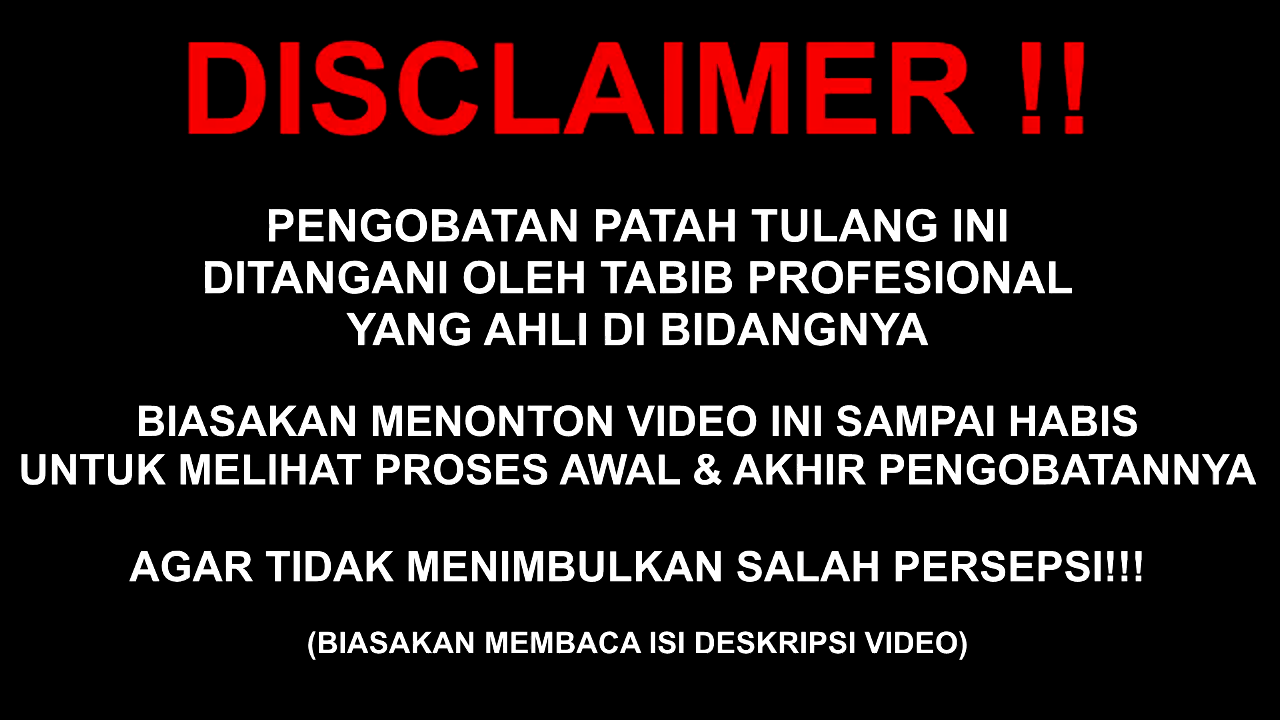 DISCLAIMER !!
PENGOBATAN PATAH TULANG INI
DITANGANI OLEH TABIB PROFESIONAL
YANG AHLI DI BIDANGNYA
BIASAKAN MENONTON VIDEO INI SAMPAI HABIS
UNTUK MELIHAT PROSES AWAL & AKHIR PENGOBATANNYA
AGAR TIDAK MENIMBULKAN SALAH PERSEPSI!!!
(BIASAKAN MEMBACA ISI DESKRIPSI VIDEO)